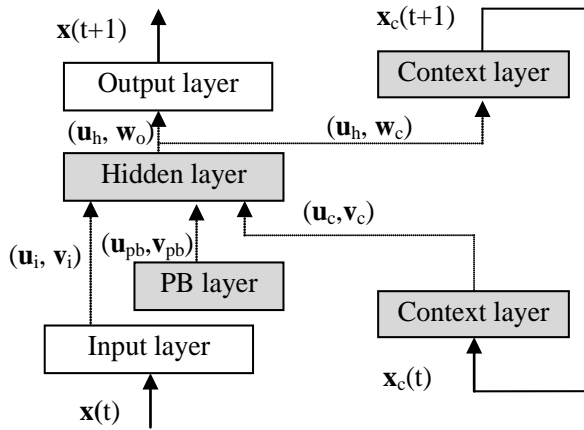 x(t+1)
x_c(t+1)
Output layer
Context layer
(u_h, w_o)
(u_h, w_c)
Hidden layer
(u_c,v_c)
(u_i, v_i)
(u_pb,v_pb)
PB layer
Context layer
Input layer
x_c(t)
x(t)